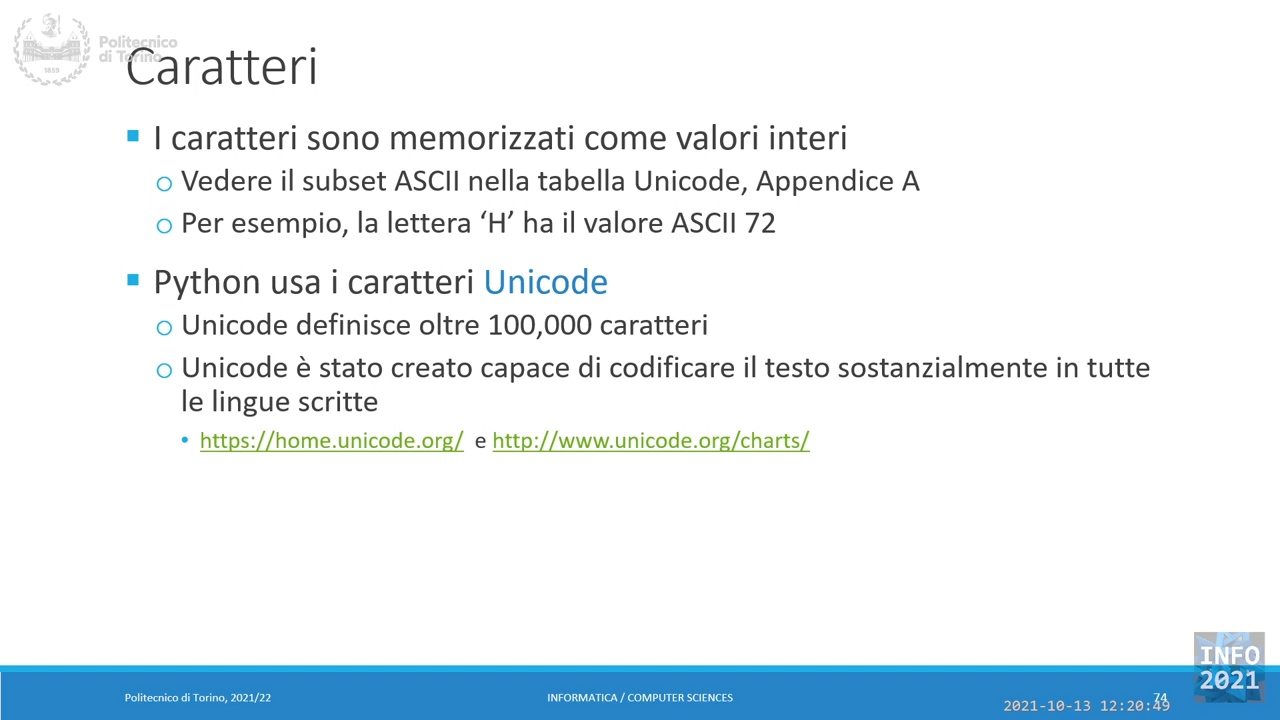 Politecnico
di Torino
1859
Caratteri
I caratteri sono memorizzati come valori interi
Vedere il subset ASCII nella tabella Unicode, Appendice A
Per esempio, la lettera ‘H’ ha il valore ASCII 72
Python usa i caratteri Unicode
Unicode definisce oltre 100,000 caratteri
Unicode è stato creato capace di codificare il testo sostanzialmente in tutte
le lingue scritte
https://home.unicode.org/ e http://www.unicode.org/charts/
INFO
2021
Politecnico di Torino, 2021/22
INFORMATICA / COMPUTER SCIENCES
74
2021-10-13 12:20:49